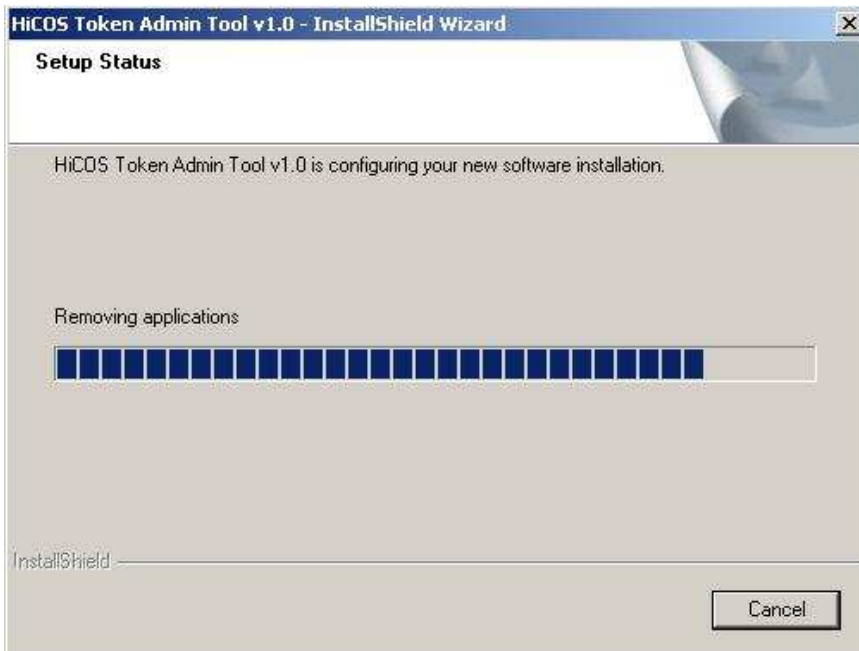 HiCOS Token Admin Tool v1.0 - InstallShield Wizard
Setup Status
HiCOS Token Admin Tool v1.0 is configuring your new software installation.
Removing applications
InstallShield
Cancel